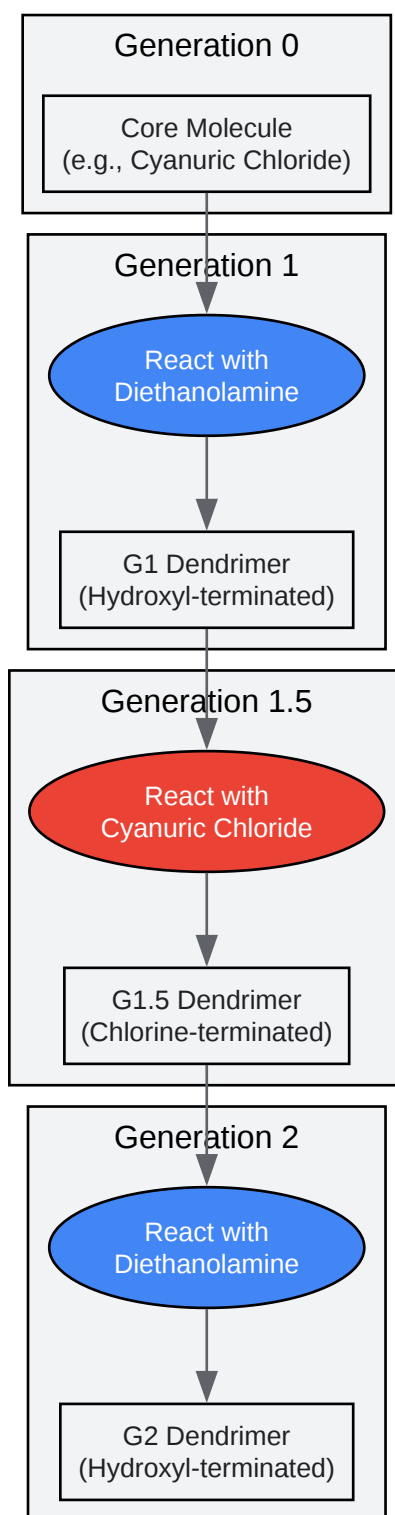 Generation 0
Core Molecule
(e.g., Cyanuric Chloride)
Generation 1
React with
Diethanolamine
G1 Dendrimer
(Hydroxyl-terminated)
Generation 1.5
React with
Cyanuric Chloride
G1.5 Dendrimer
(Chlorine-terminated)
Generation 2
React with
Diethanolamine
G2 Dendrimer
(Hydroxyl-terminated)